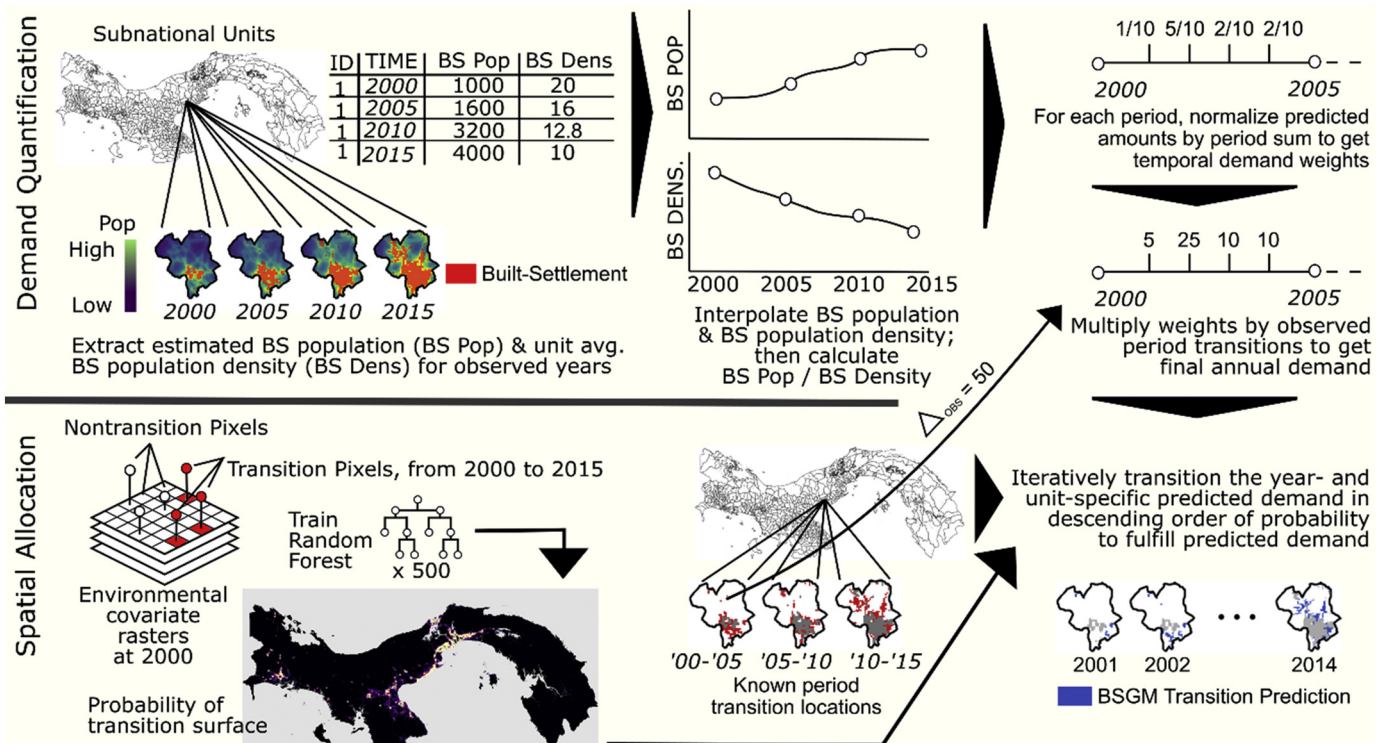 Demand Quantification
Subnational Units
ID TIME BS Pop BS Dens
1 2000 1000 20
1 2005 1600 16
1 2010 3200 12.8
1 2015 4000 10
Pop
High
Low
2000 2005 2010 2015
Built-Settlement
Extract estimated BS population (BS Pop) & unit avg.
BS population density (BS Dens) for observed years
BS POP
BS DENS.
2000 2005 2010 2015
Interpolate BS population
& BS population density;
then calculate
BS Pop / BS Density
1/10 5/10 2/10 2/10
2000 2005
For each period, normalize predicted
amounts by period sum to get
temporal demand weights
5 25 10 10
2000 2005
Multiply weights by observed
period transitions to get
final annual demand
Spatial Allocation
Nontransition Pixels
Transition Pixels, from 2000 to 2015
Train
Random
Forest
x 500
Environmental
covariate
rasters
at 2000
Probability of
transition surface
△ OBS = 50
'00-'05 '05-'10 '10-'15
Known period
transition locations
Iteratively transition the year- and
unit-specific predicted demand in
descending order of probability
to fulfill predicted demand
2001 2002 • • • 2014
BSGM Transition Prediction